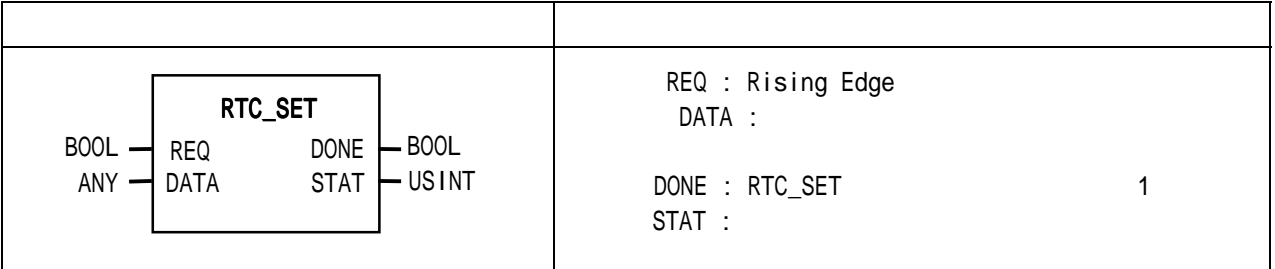 RTC_SET
BOOL REQ DONE BOOL
ANY DATA STAT USINT
REQ : Rising Edge
DATA :
DONE : RTC_SET 1
STAT :